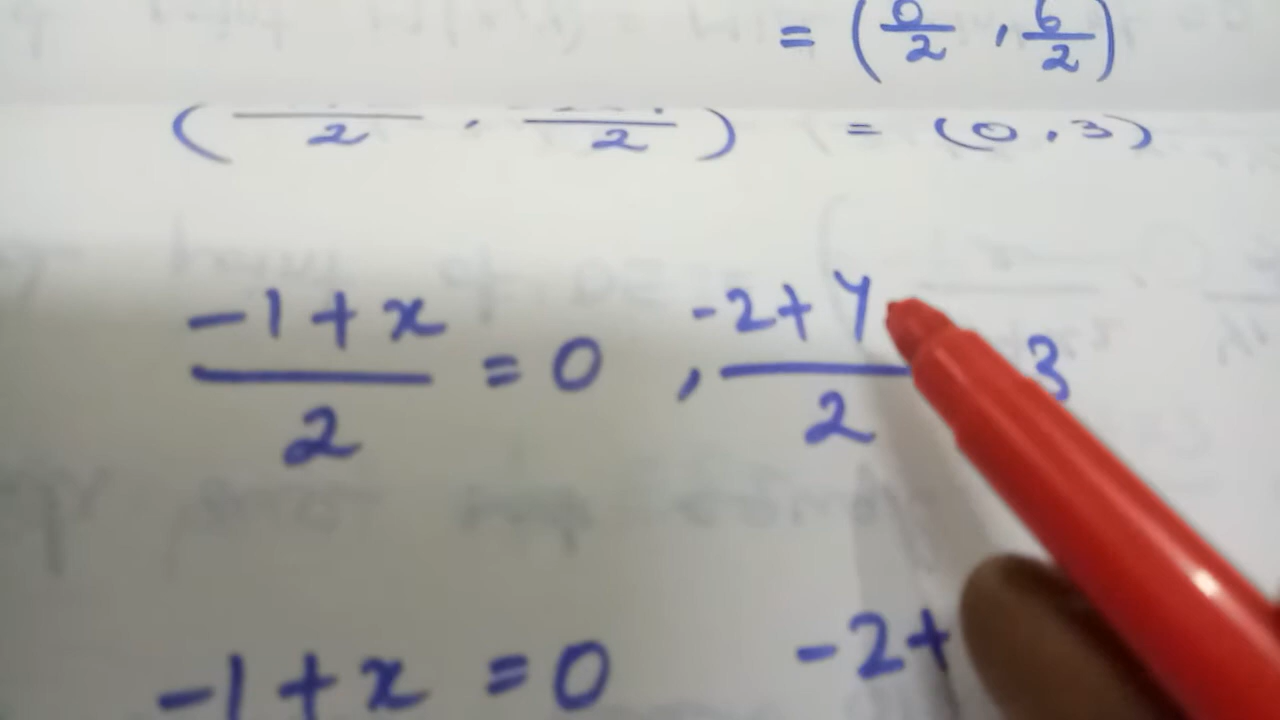 = (0/2 , 6/2)
( /2 , /2 ) = (0 , 3)
-1+x/2 = 0 , -2+y/2 3
-1+x = 0 -2+